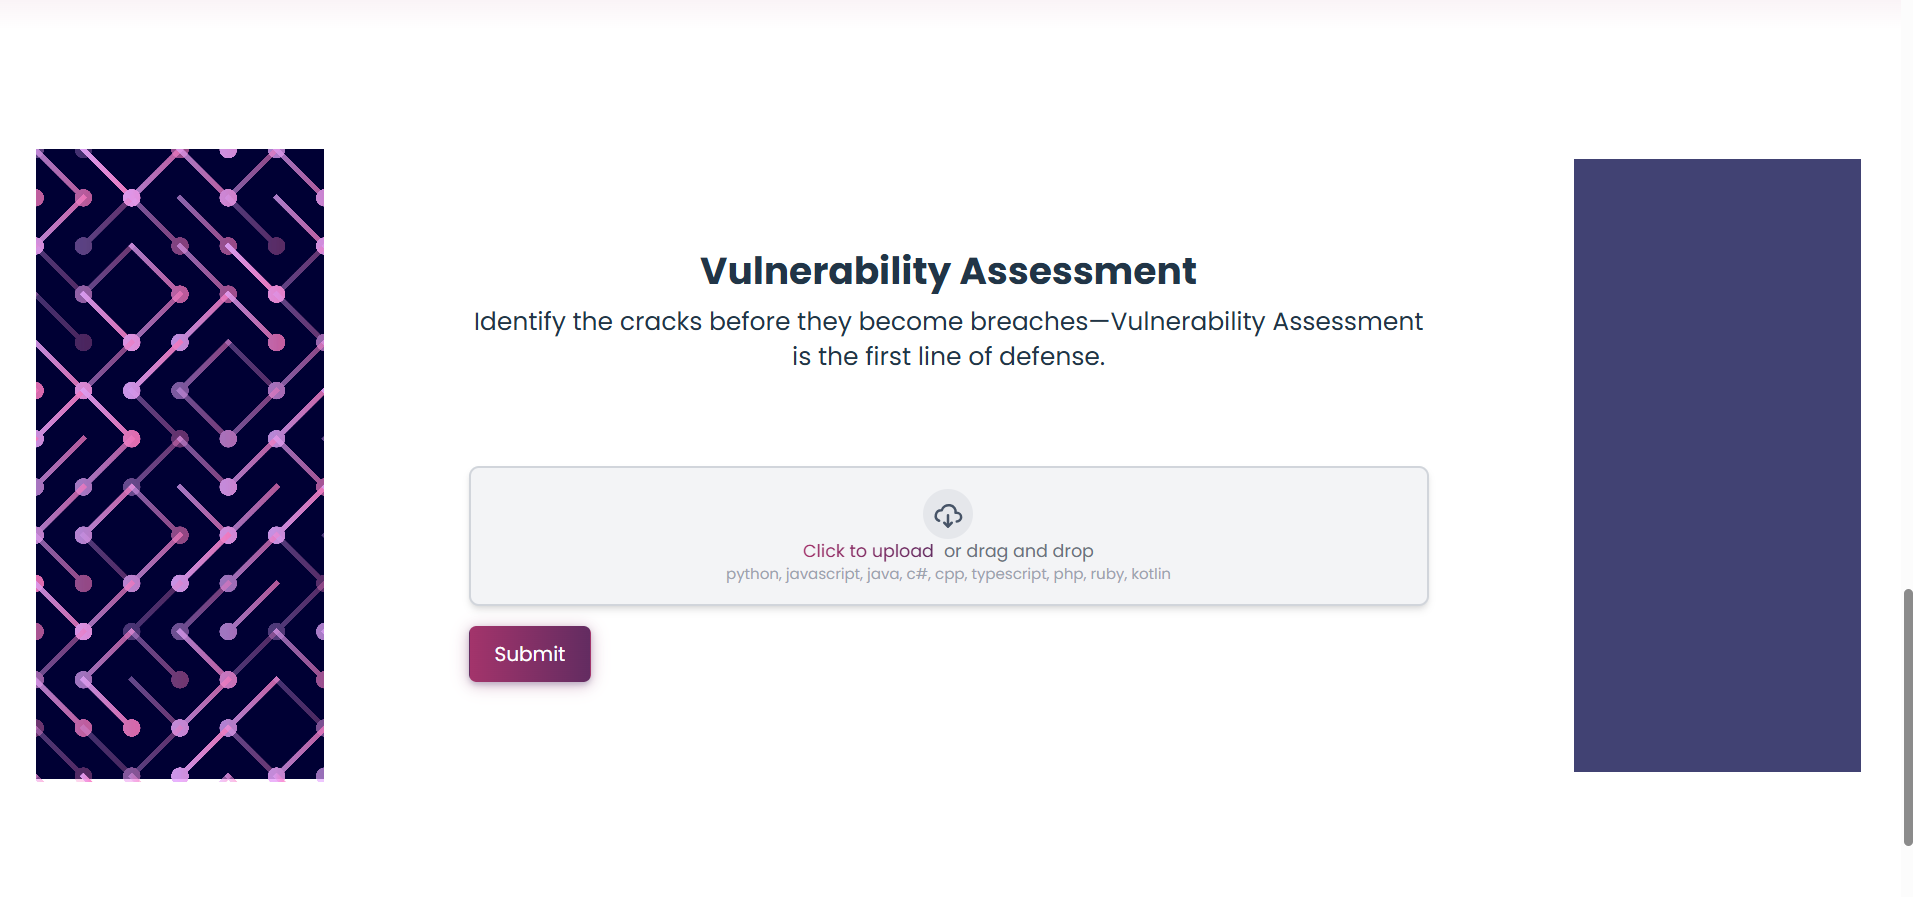 Vulnerability Assessment
Identify the cracks before they become breaches—Vulnerability Assessment
is the first line of defense.
Click to upload or drag and drop
python, javascript, java, c#, cpp, typescript, php, ruby, kotlin
Submit